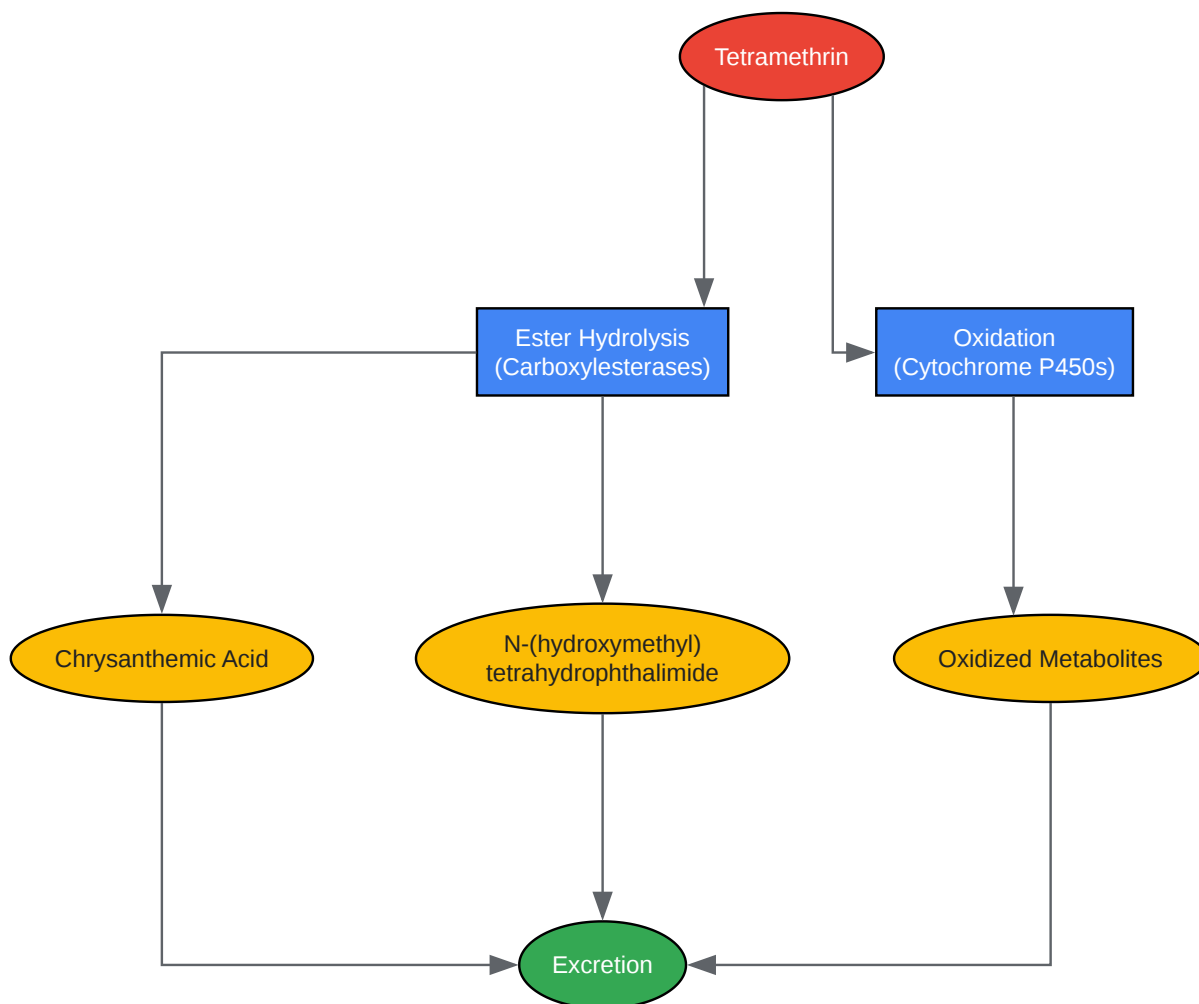 Tetramethrin
Ester Hydrolysis
(Carboxylesterases)
Oxidation
(Cytochrome P450s)
Chrysanthemic Acid
N-(hydroxymethyl)
tetrahydrophthalimide
Oxidized Metabolites
Excretion